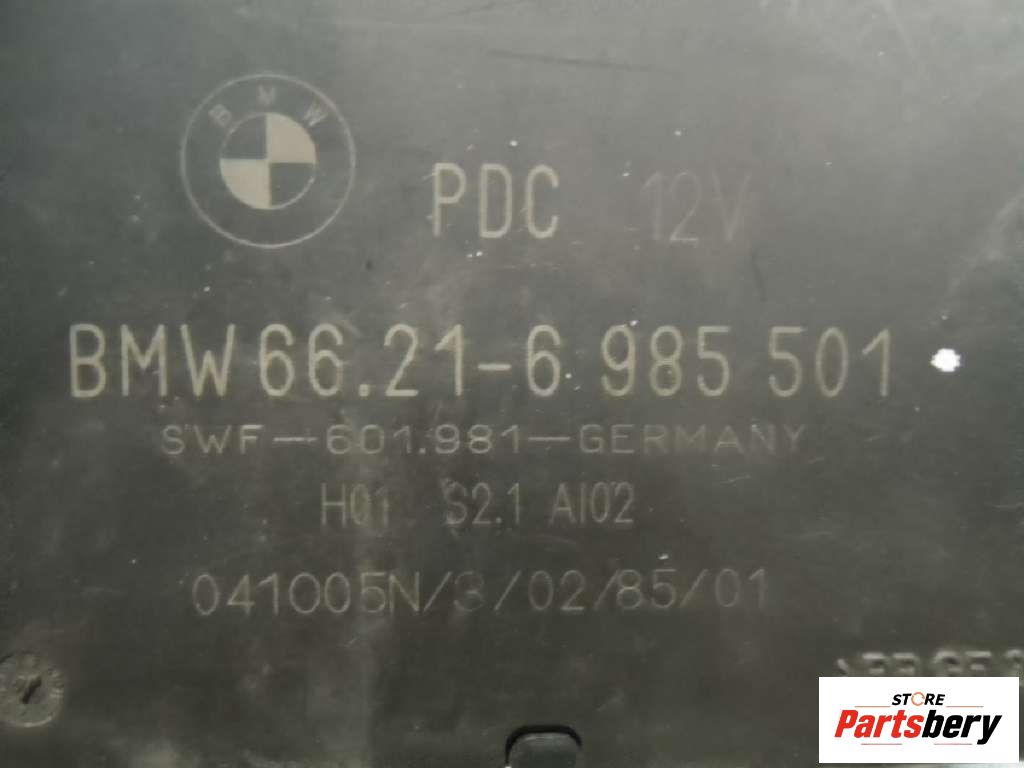 BMW
PDC 12V
BMW 66.21-6 985 501
SWF-601.981-GERMANY
H01 S2.1 AI02
041005N/3/02/85/01
STORE
Partsbery